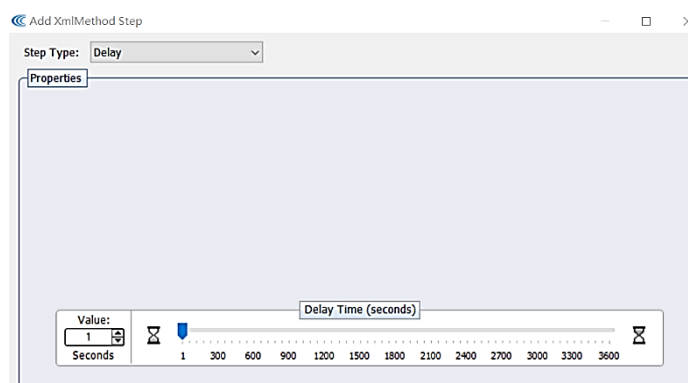 Add XmlMethod Step
Step Type: Delay
Properties
Delay Time (seconds)
Value:
1
Seconds
1 300 600 900 1200 1500 1800 2100 2400 2700 3000 3300 3600